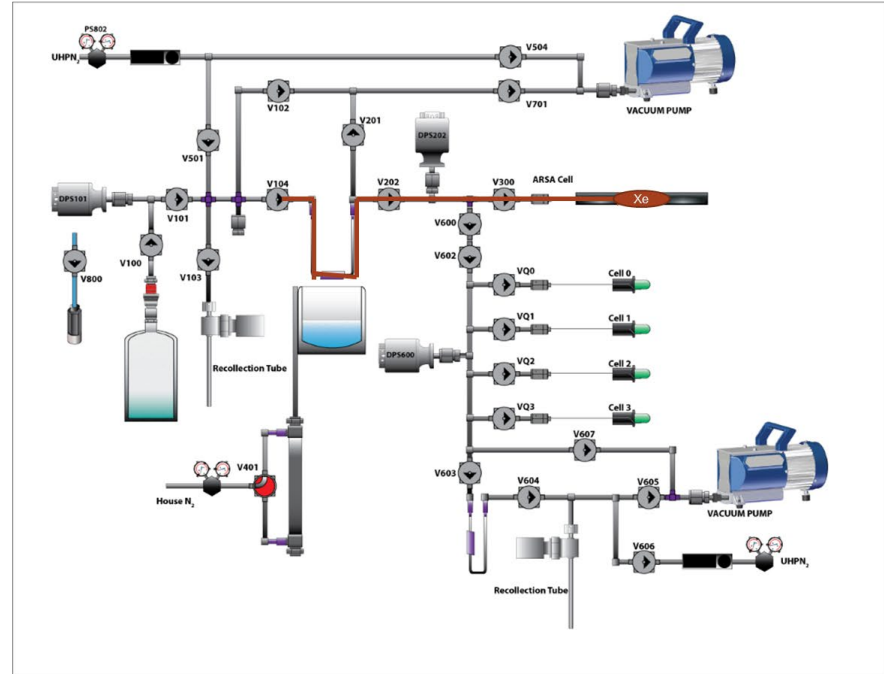 PS802
UHPN2
V504
VACUUM PUMP
V102
V701
V201
DPS202
V501
DPS101
V101
V104
V202
V300
ARSA Cell
Xe
V600
V800
V100
V103
V602
VQ0
Cell 0
VQ1
Cell 1
Recollection Tube
DPS600
VQ2
Cell 2
VQ3
Cell 3
V401
House N2
V607
V603
V604
V605
VACUUM PUMP
V606
UHPN2
Recollection Tube